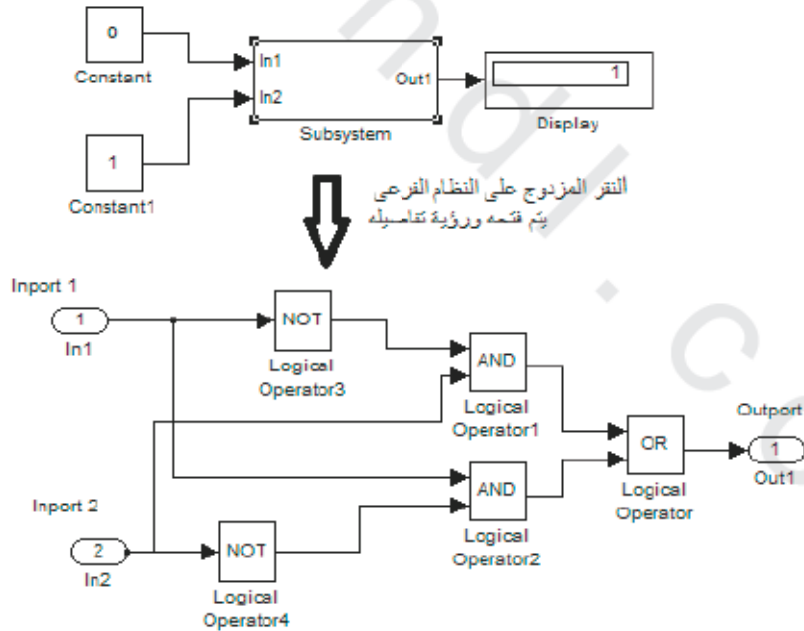 0
Constant
1
Constant1
In1
In2
Out1
Subsystem
1
Display
النقر المزدوج على النظام الفرعى
يتم فتحه ورؤية تفاصيله
Inport 1
1
In1
NOT
Logical
Operator3
AND
Logical
Operator1
OR
Logical
Operator
Outport
1
Out1
Inport 2
2
In2
NOT
Logical
Operator4
AND
Logical
Operator2
n d l . c o